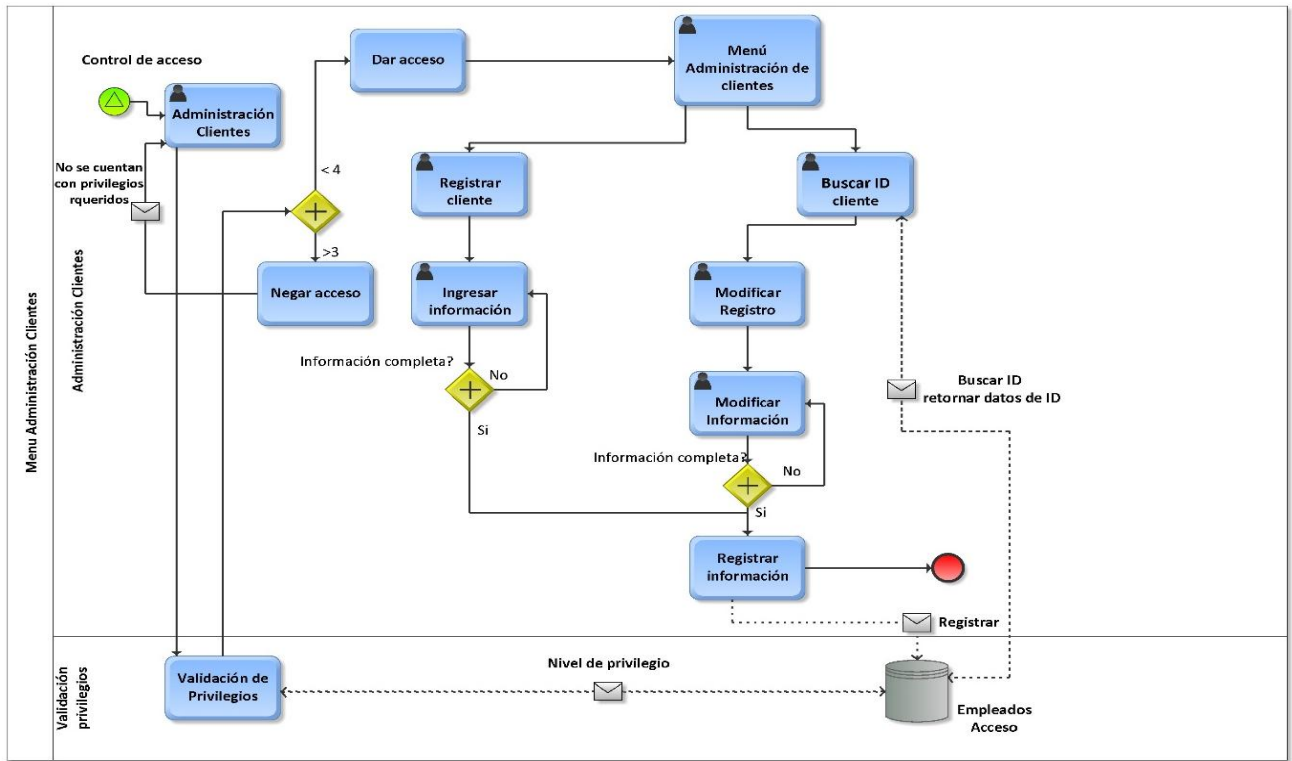 Menu Administración Clientes
Administración Clientes
Control de acceso
Administración
Clientes
No se cuentan
con privilegios
rqueridos
Dar acceso
< 4
>3
Negar acceso
Menú
Administración de
clientes
Registrar
cliente
Buscar ID
cliente
Ingresar
información
Modificar
Registro
Información completa?
No
Si
Modificar
Información
Buscar ID
retornar datos de ID
Información completa?
No
Si
Registrar
información
Registrar
Validación
privilegios
Validación de
Privilegios
Nivel de privilegio
Empleados
Acceso